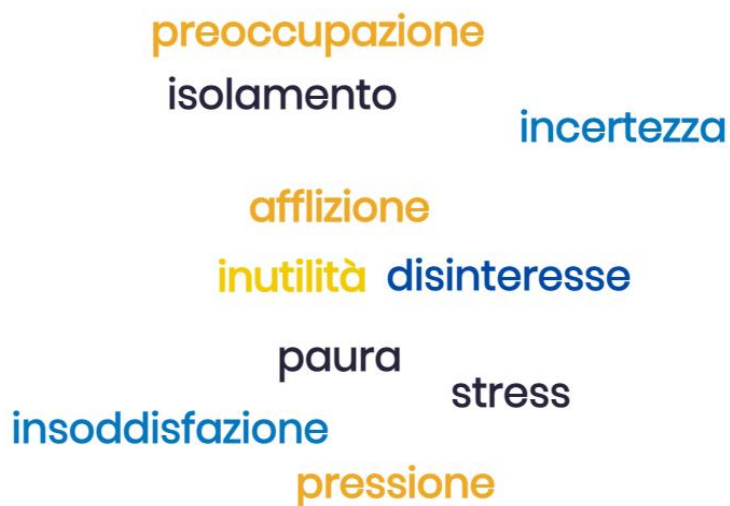 preoccupazione
isolamento
incertezza
afflizione
inutilità disinteresse
paura
stress
insoddisfazione
pressione